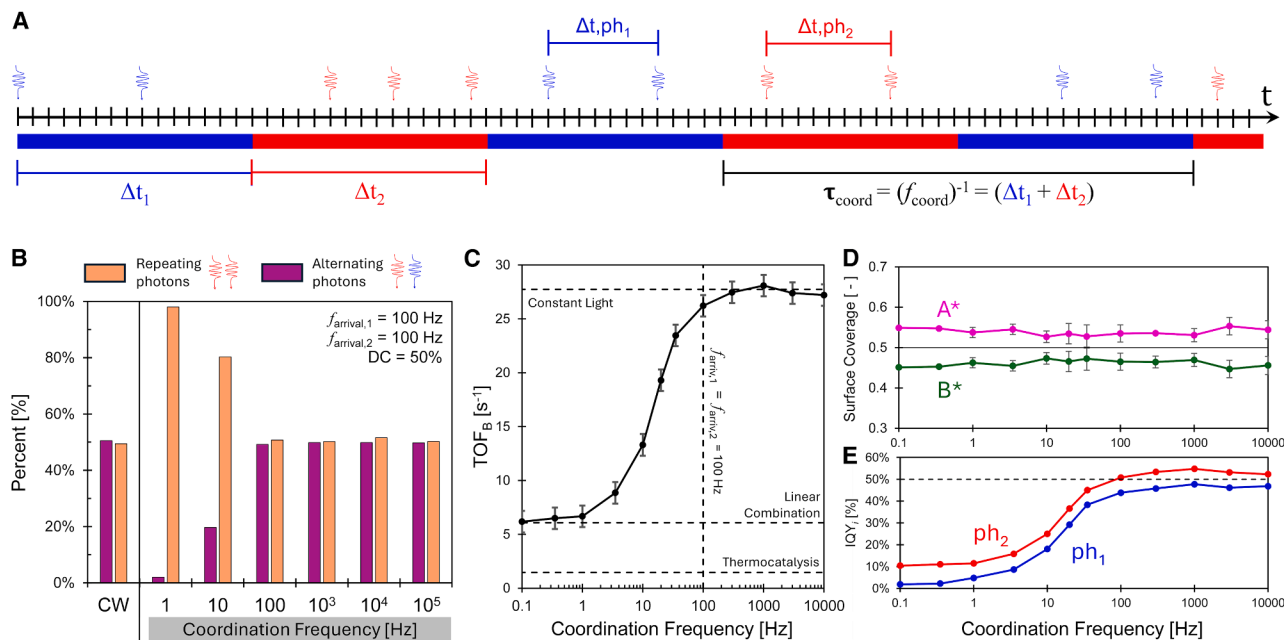 A
Δt,ph₁
Δt,ph₂
t
Δt₁
Δt₂
τcoord = (fcoord)⁻¹ = (Δt₁ + Δt₂)
B
Repeating
photons
Alternating
photons
100%
80%
60%
40%
20%
0%
Percent [%]
farrival,1 = 100 Hz
farrival,2 = 100 Hz
DC = 50%
CW
1
10
100
10³
10⁴
10⁵
Coordination Frequency [Hz]
C
30
25
20
15
10
5
0
TOFB [s⁻¹]
Constant Light
farriv,1 = farriv,2 = 100 Hz
Linear
Combination
Thermocatalysis
0.1
1
10
100
1000
10000
Coordination Frequency [Hz]
D
0.7
0.6
0.5
0.4
0.3
Surface Coverage [ - ]
A*
B*
0.1
1
10
100
1000
10000
E
60%
50%
40%
30%
20%
10%
0%
IQYi [%]
ph₂
ph₁
0.1
1
10
100
1000
10000
Coordination Frequency [Hz]